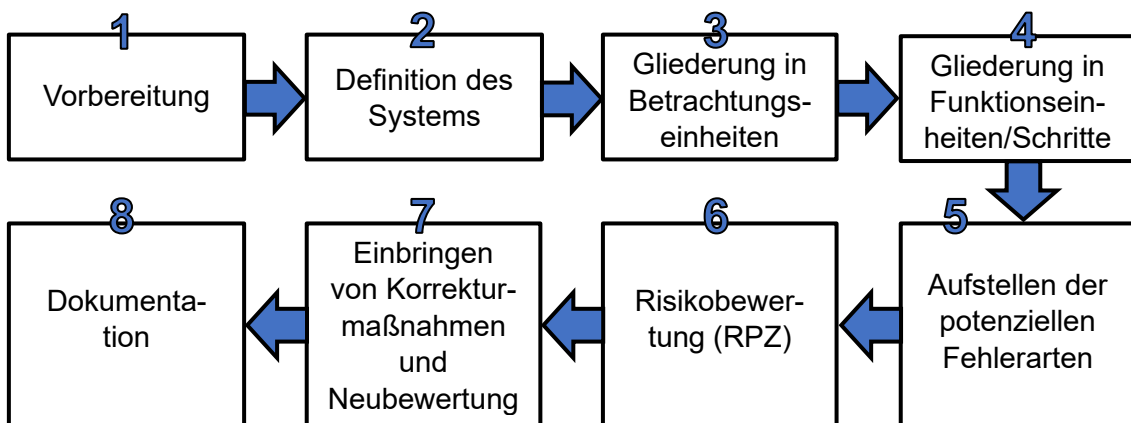 1
Vorbereitung
2
Definition des
Systems
3
Gliederung in
Betrachtungs-
einheiten
4
Gliederung in
Funktionsein-
heiten/Schritte
5
Aufstellen der
potenziellen
Fehlerarten
6
Risikobewer-
tung (RPZ)
7
Einbringen
von Korrektur-
maßnahmen
und
Neubewertung
8
Dokumenta-
tion